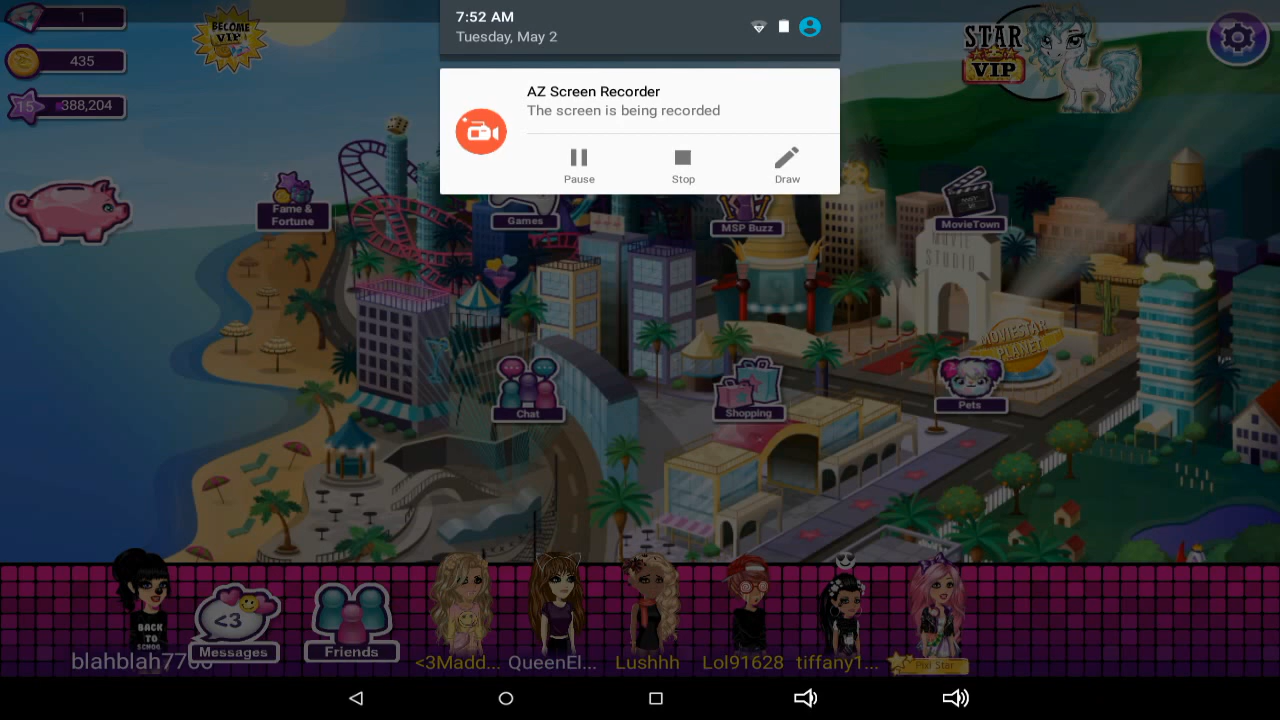 1
435
15
388,204
BECOME
VIP
7:52 AM
Tuesday, May 2
AZ Screen Recorder
The screen is being recorded
Pause
Stop
Draw
STAR
VIP
Fame &
Fortune
Games
MSP Buzz
MovieTown
MOVIE
STUDIO
MOVIESTAR
PLANET
Chat
Shopping
Pets
BACK
TO
SCHOOL
<3
Messages
Friends
<3Madd...
QueenEl...
Lushhh
Lol91628
tiffany1...
Pixl Star